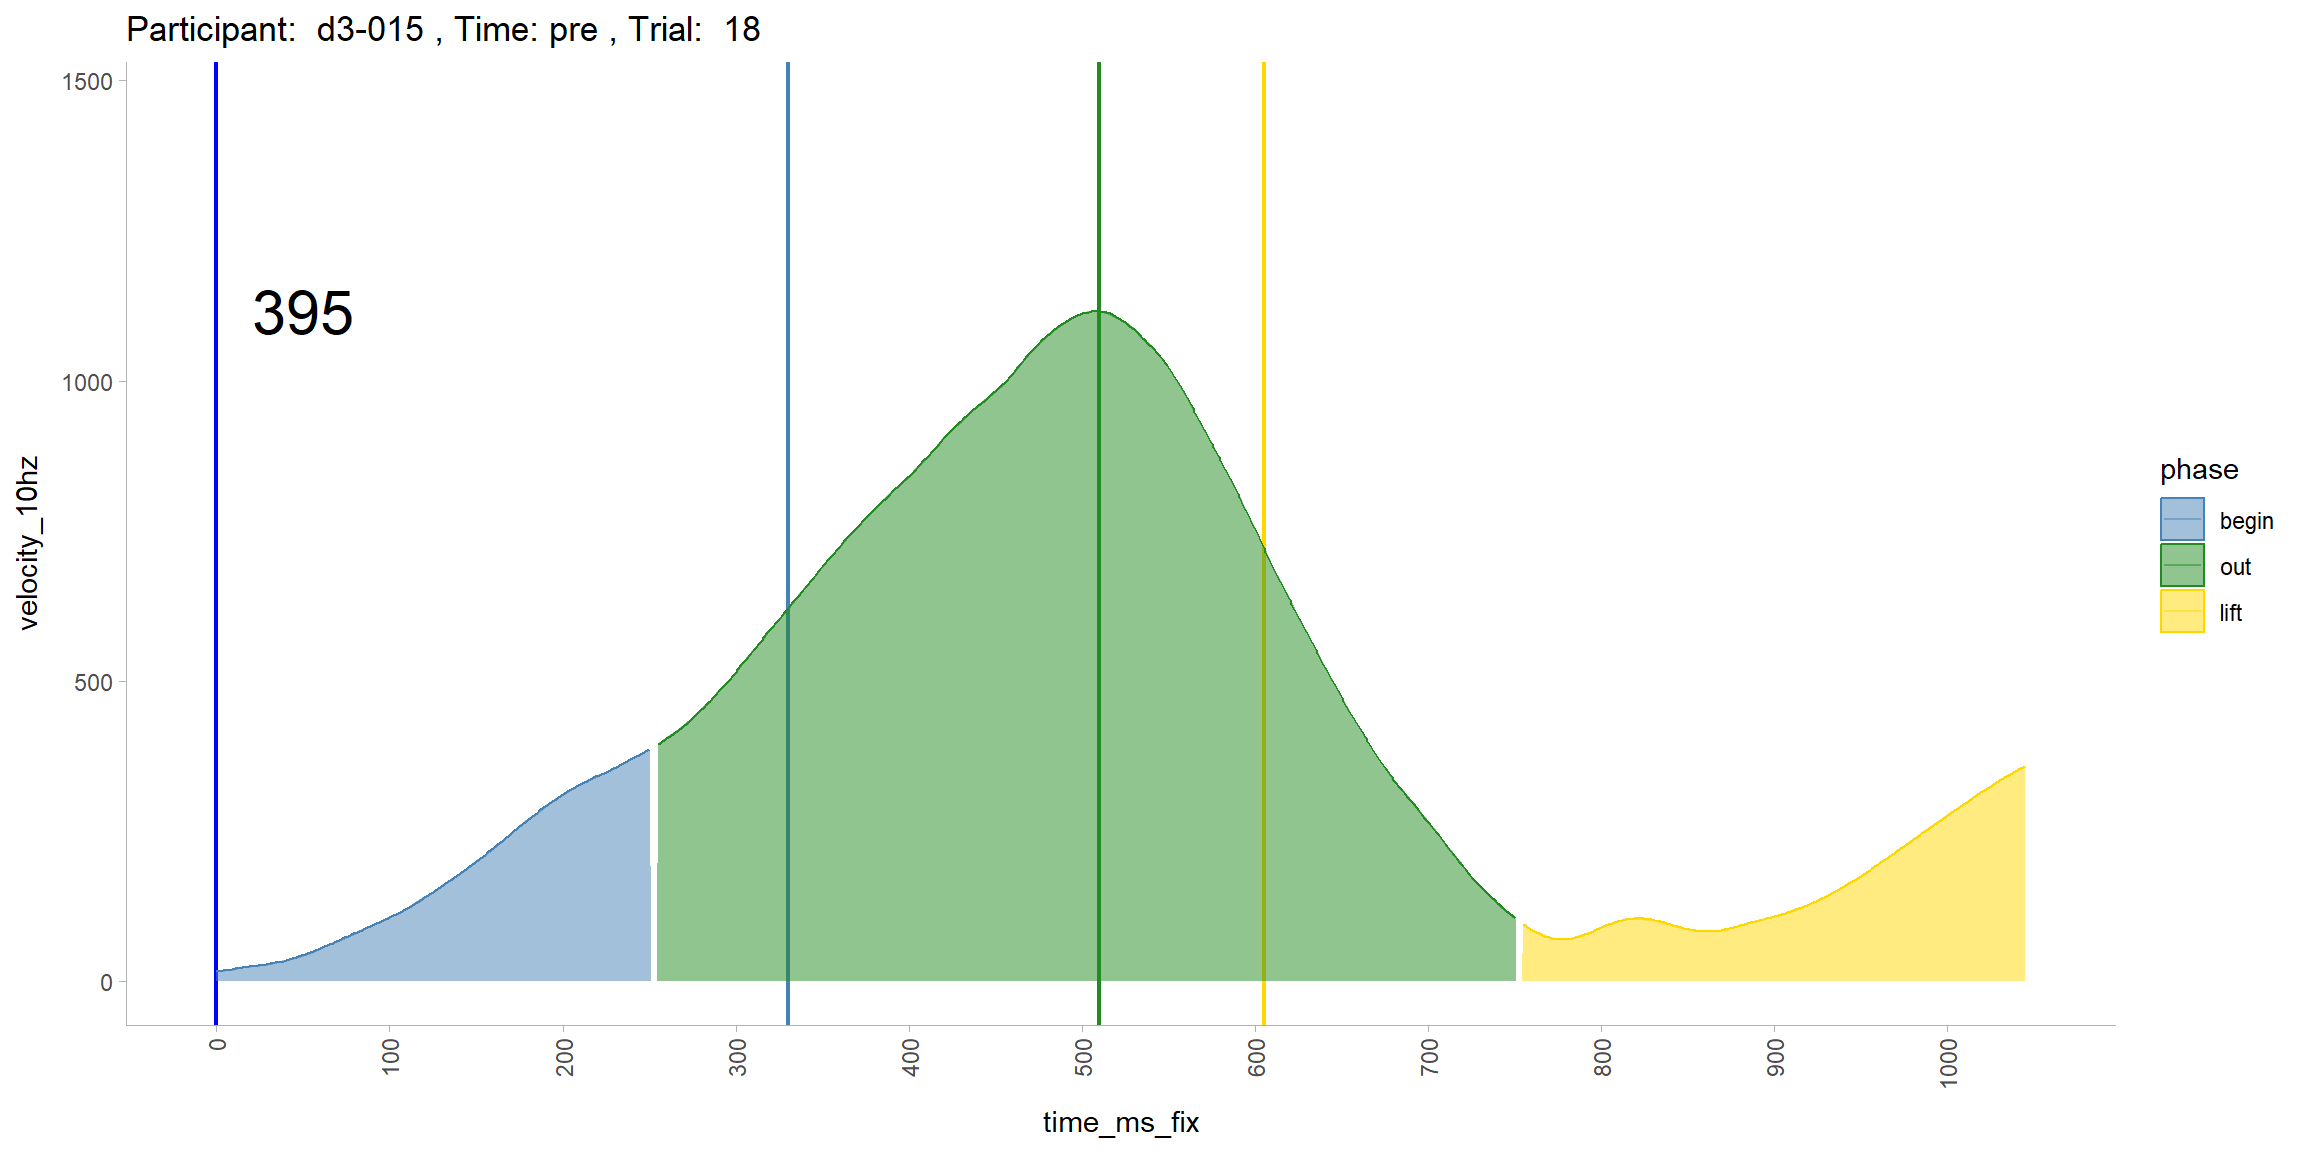 Participant:  d3-015 , Time: pre , Trial:  18
1500
1000
500
0
velocity_10hz
395
0
100
200
300
400
500
600
700
800
900
1000
time_ms_fix
phase
begin
out
lift